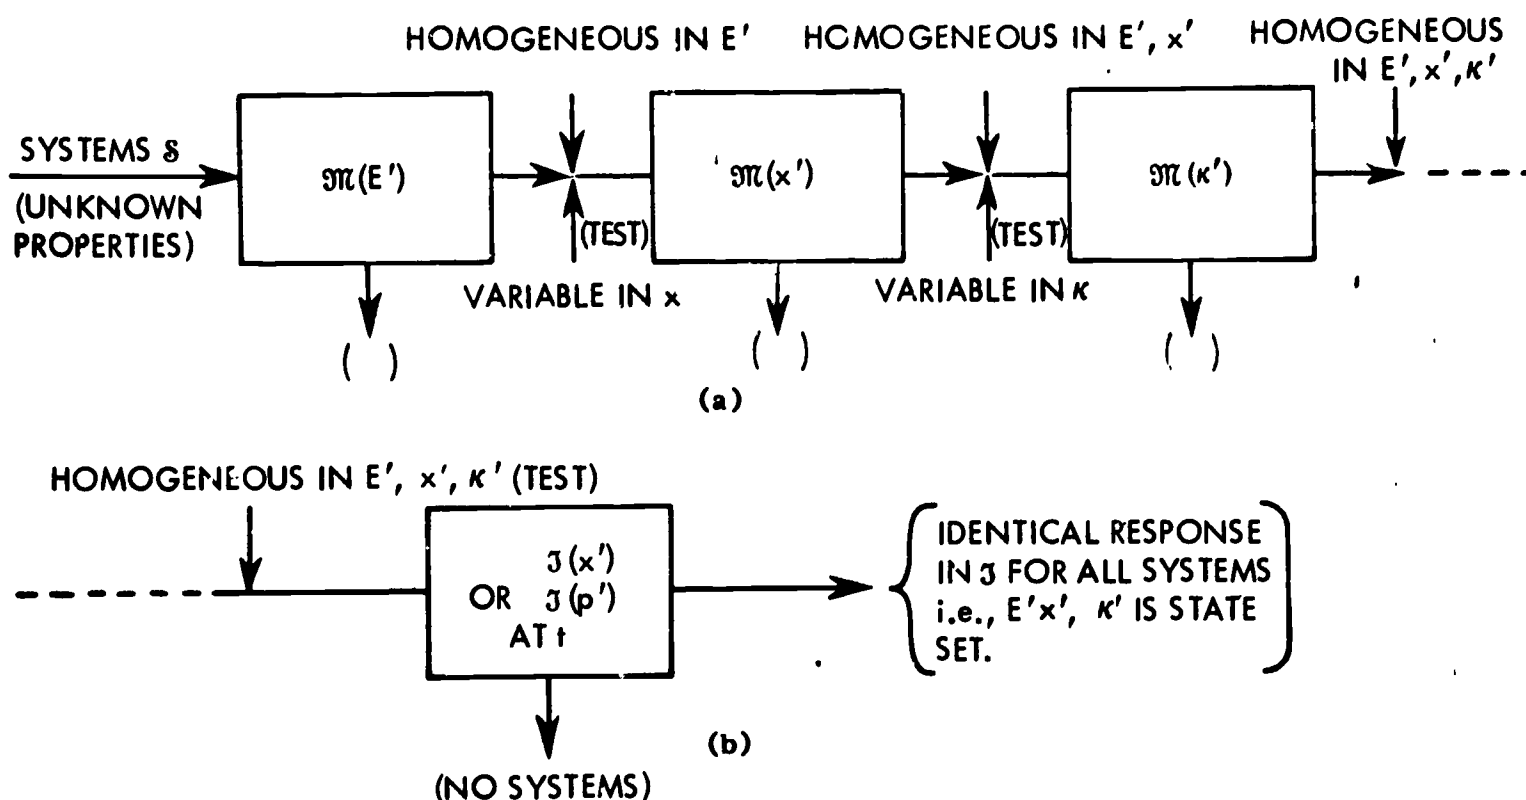 HOMOGENEOUS IN E′
HOMOGENEOUS IN E′, x′
HOMOGENEOUS
IN E′, x′, κ′
SYSTEMS 𝒮
(UNKNOWN
PROPERTIES)
𝔐(E′)
(TEST)
VARIABLE IN x
𝔐(x′)
(TEST)
VARIABLE IN κ
𝔐(κ′)
( )
( )
( )
(a)
HOMOGENEOUS IN E′, x′, κ′ (TEST)
ℑ(x′)
OR ℑ(p′)
AT t
IDENTICAL RESPONSE
IN ℑ FOR ALL SYSTEMS
i.e., E′x′, κ′ IS STATE
SET.
(b)
(NO SYSTEMS)